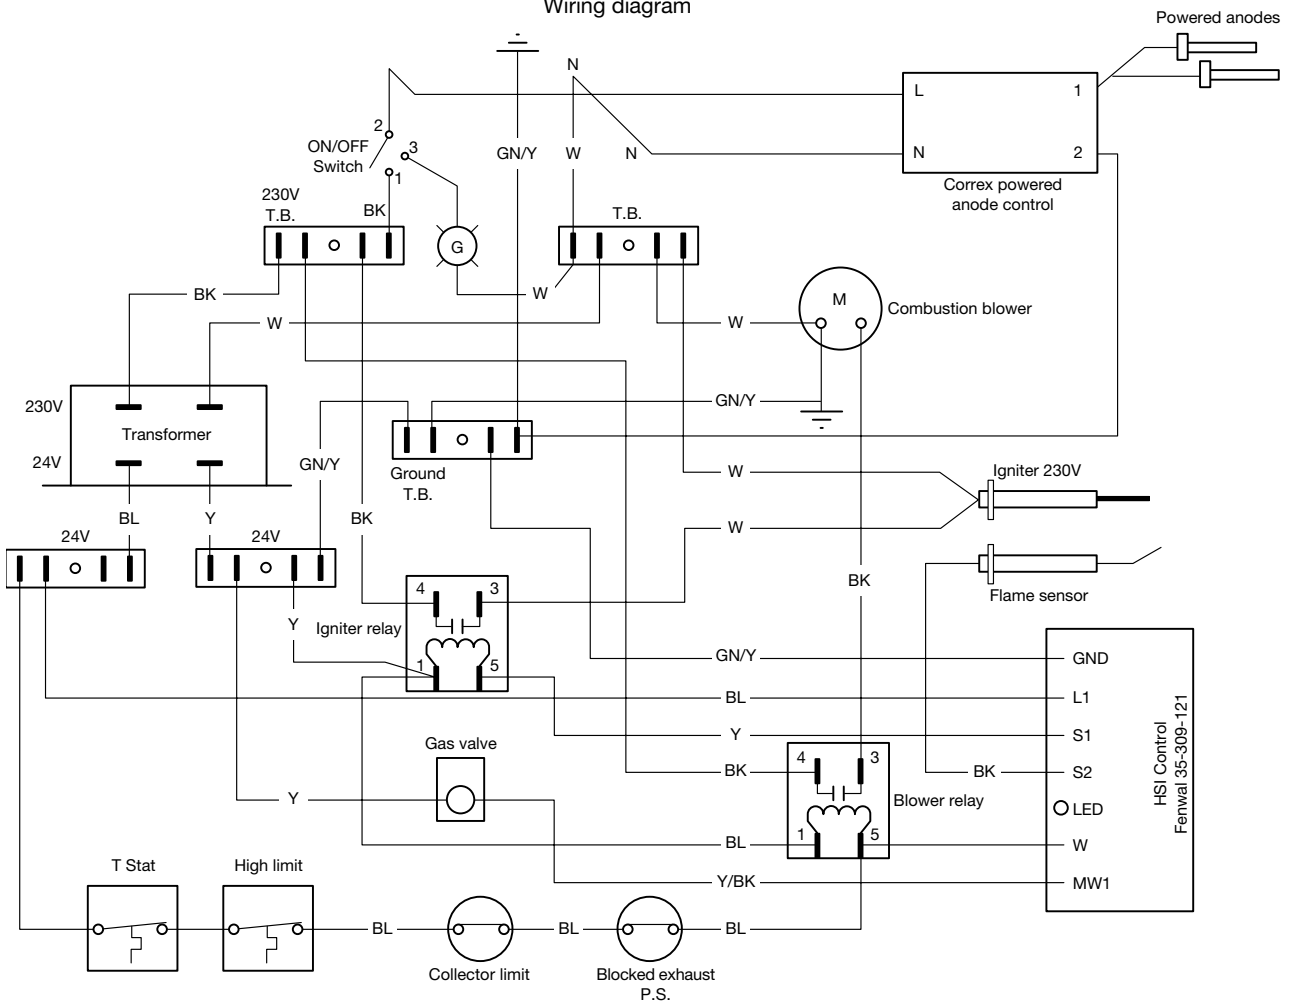 Wiring diagram
Powered anodes
N
L
1
2
ON/OFF
Switch
3
1
GN/Y
W
N
N
2
Correx powered
anode control
230V
T.B.
BK
T.B.
G
BK
W
W
W
M
Combustion blower
230V
Transformer
24V
GN/Y
GN/Y
Ground
T.B.
W
Igniter 230V
BL
Y
BK
W
24V
24V
BK
Flame sensor
4
3
Y
Igniter relay
1
5
GN/Y
GND
BL
L1
Y
S1
Gas valve
4
3
BK
BK
S2
Y
Blower relay
LED
HSI Control
Fenwal 35-309-121
1
5
BL
W
Y/BK
MW1
T Stat
High limit
BL
BL
BL
Collector limit
Blocked exhaust
P.S.